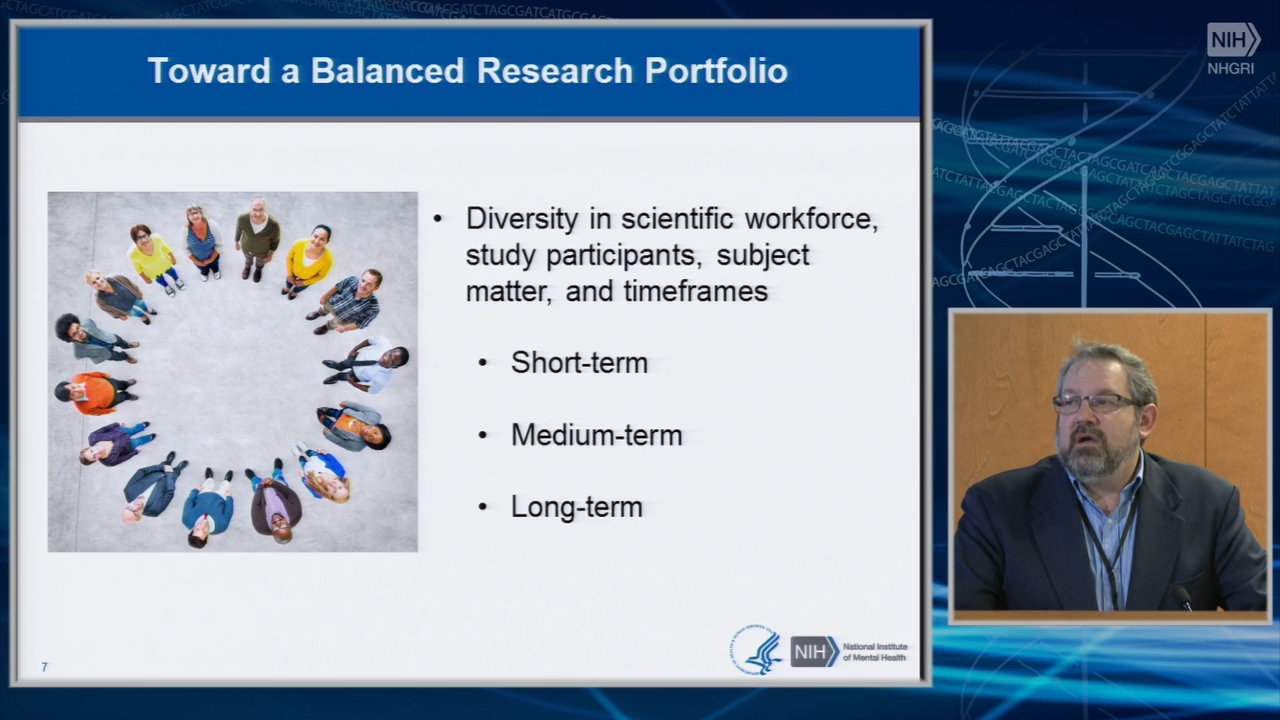 Toward a Balanced Research Portfolio
• Diversity in scientific workforce,
study participants, subject
matter, and timeframes
• Short-term
• Medium-term
• Long-term
7
NIH
National Institute
of Mental Health
NIH
NHGRI